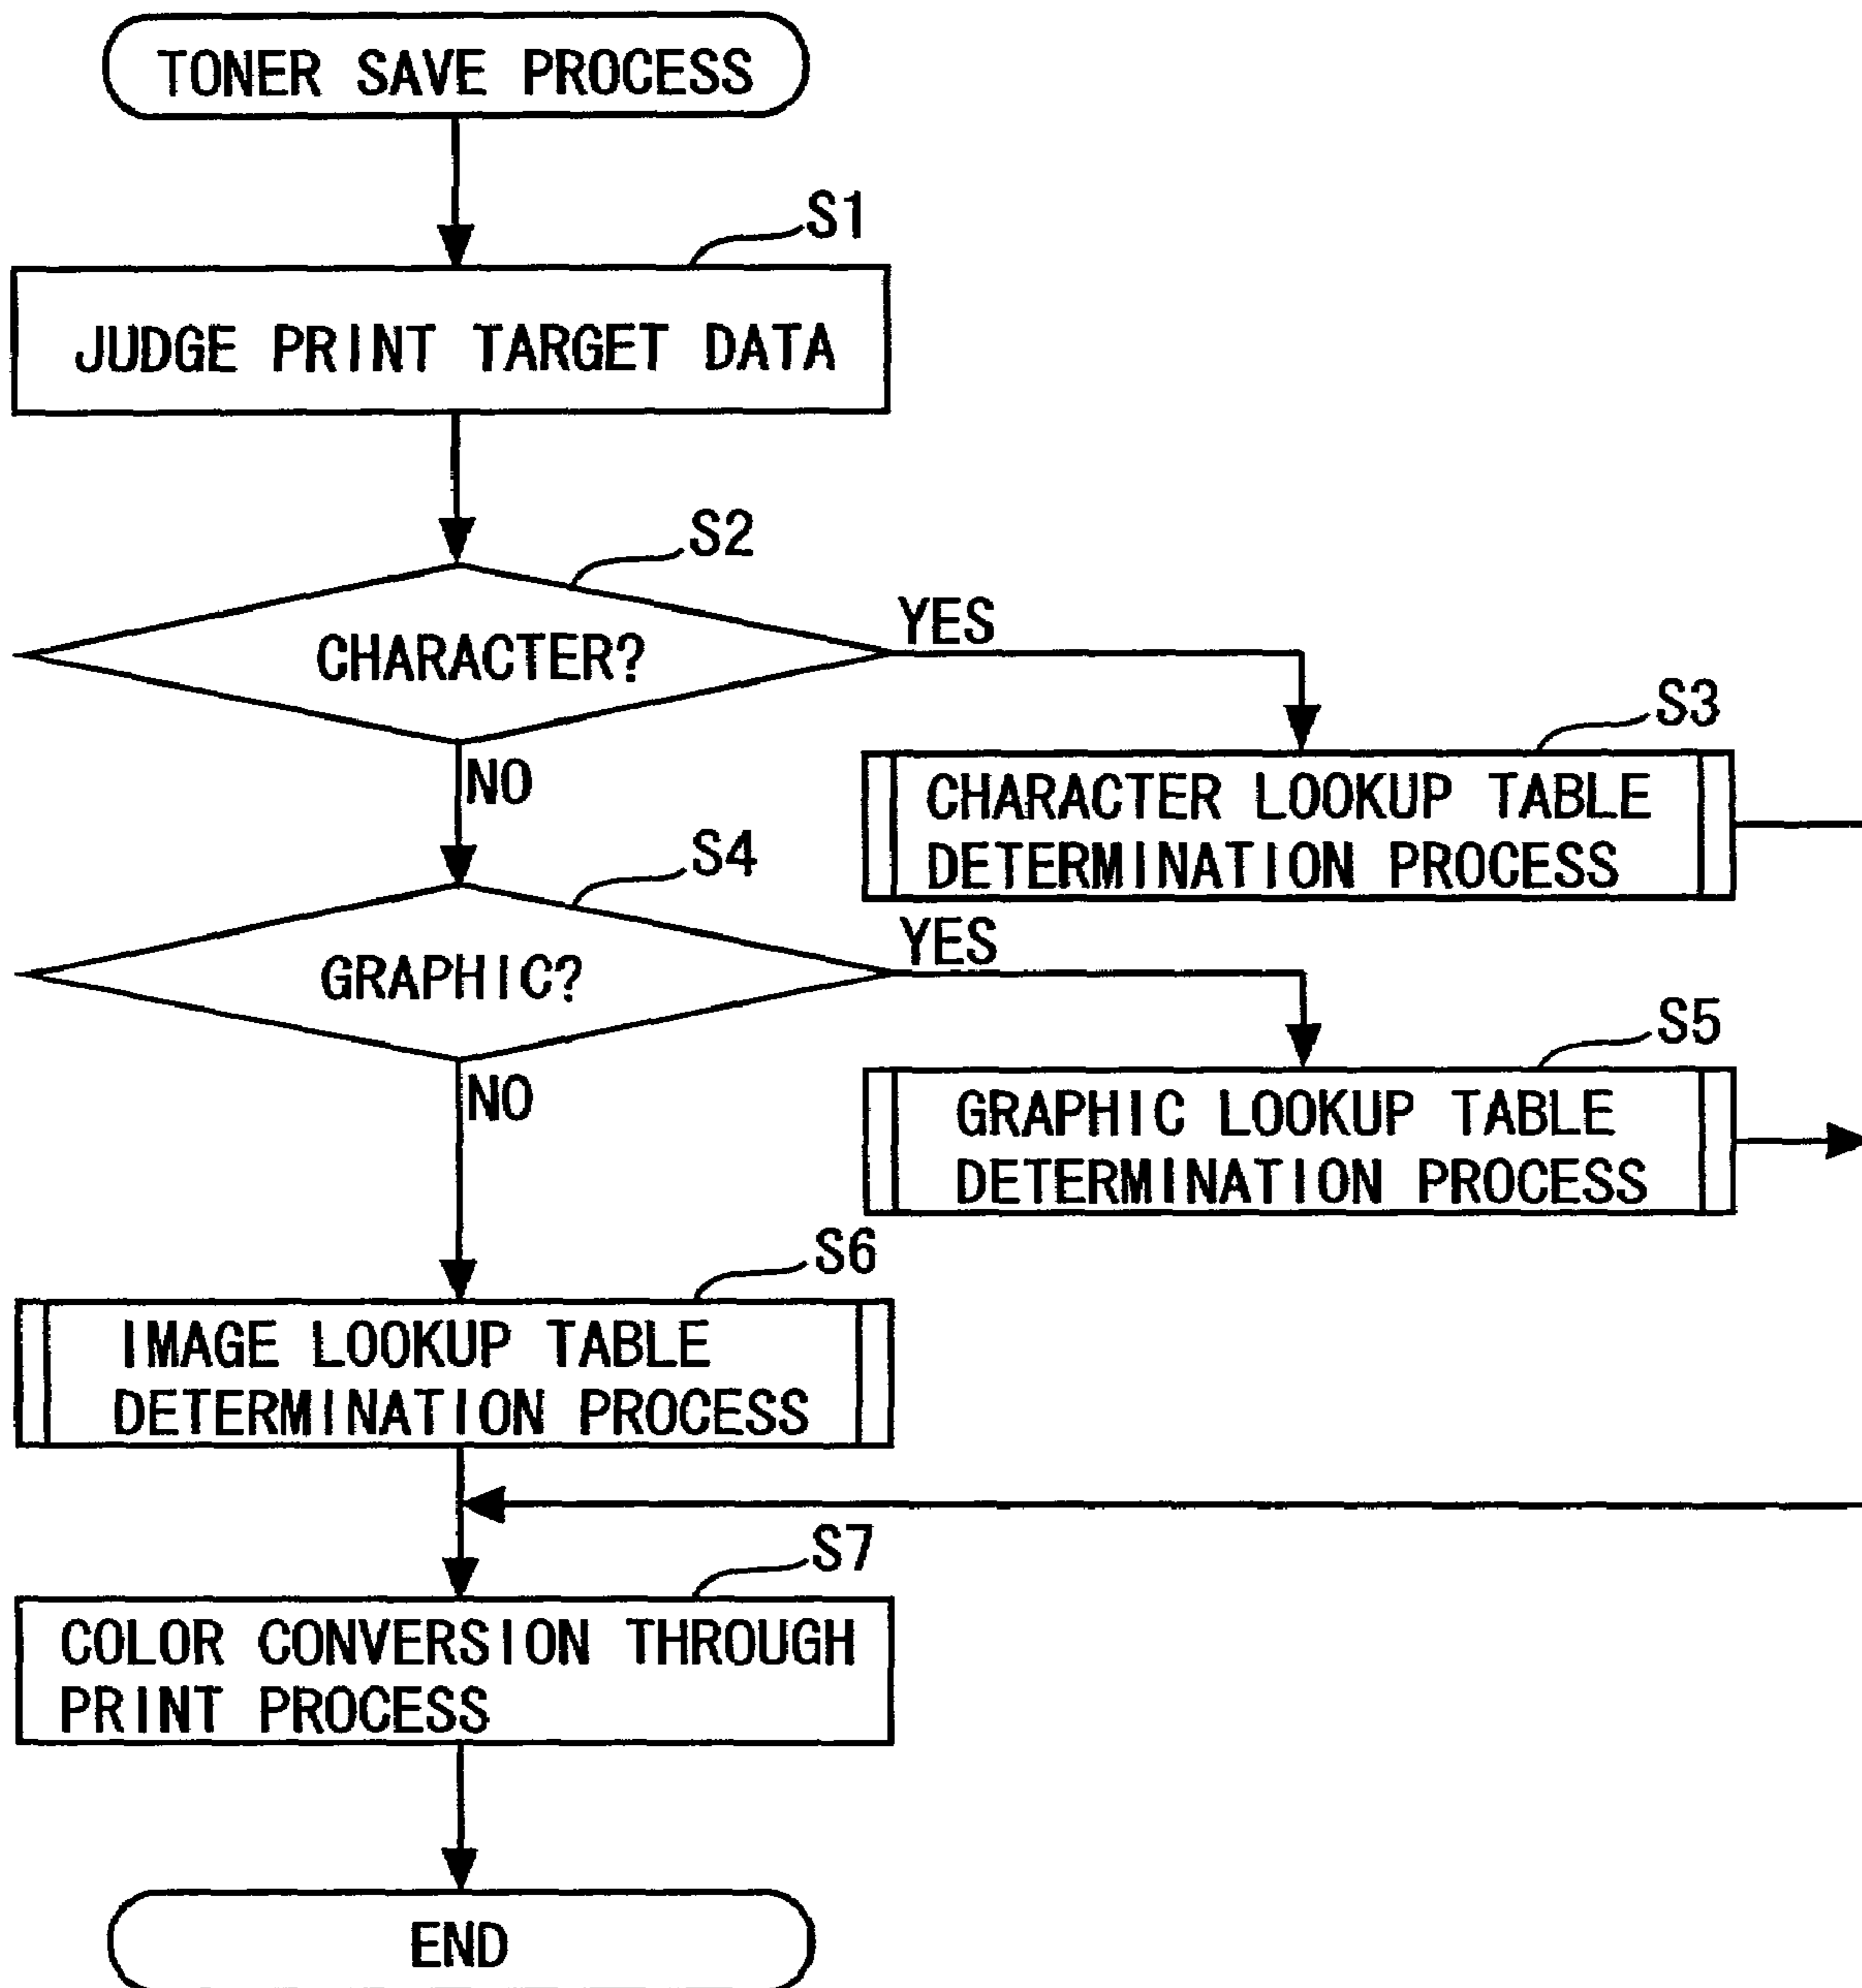 TONER SAVE PROCESS
S1
JUDGE PRINT TARGET DATA
S2
CHARACTER?
YES
NO
S3
CHARACTER LOOKUP TABLE
DETERMINATION PROCESS
S4
GRAPHIC?
YES
NO
S5
GRAPHIC LOOKUP TABLE
DETERMINATION PROCESS
S6
IMAGE LOOKUP TABLE
DETERMINATION PROCESS
S7
COLOR CONVERSION THROUGH
PRINT PROCESS
END